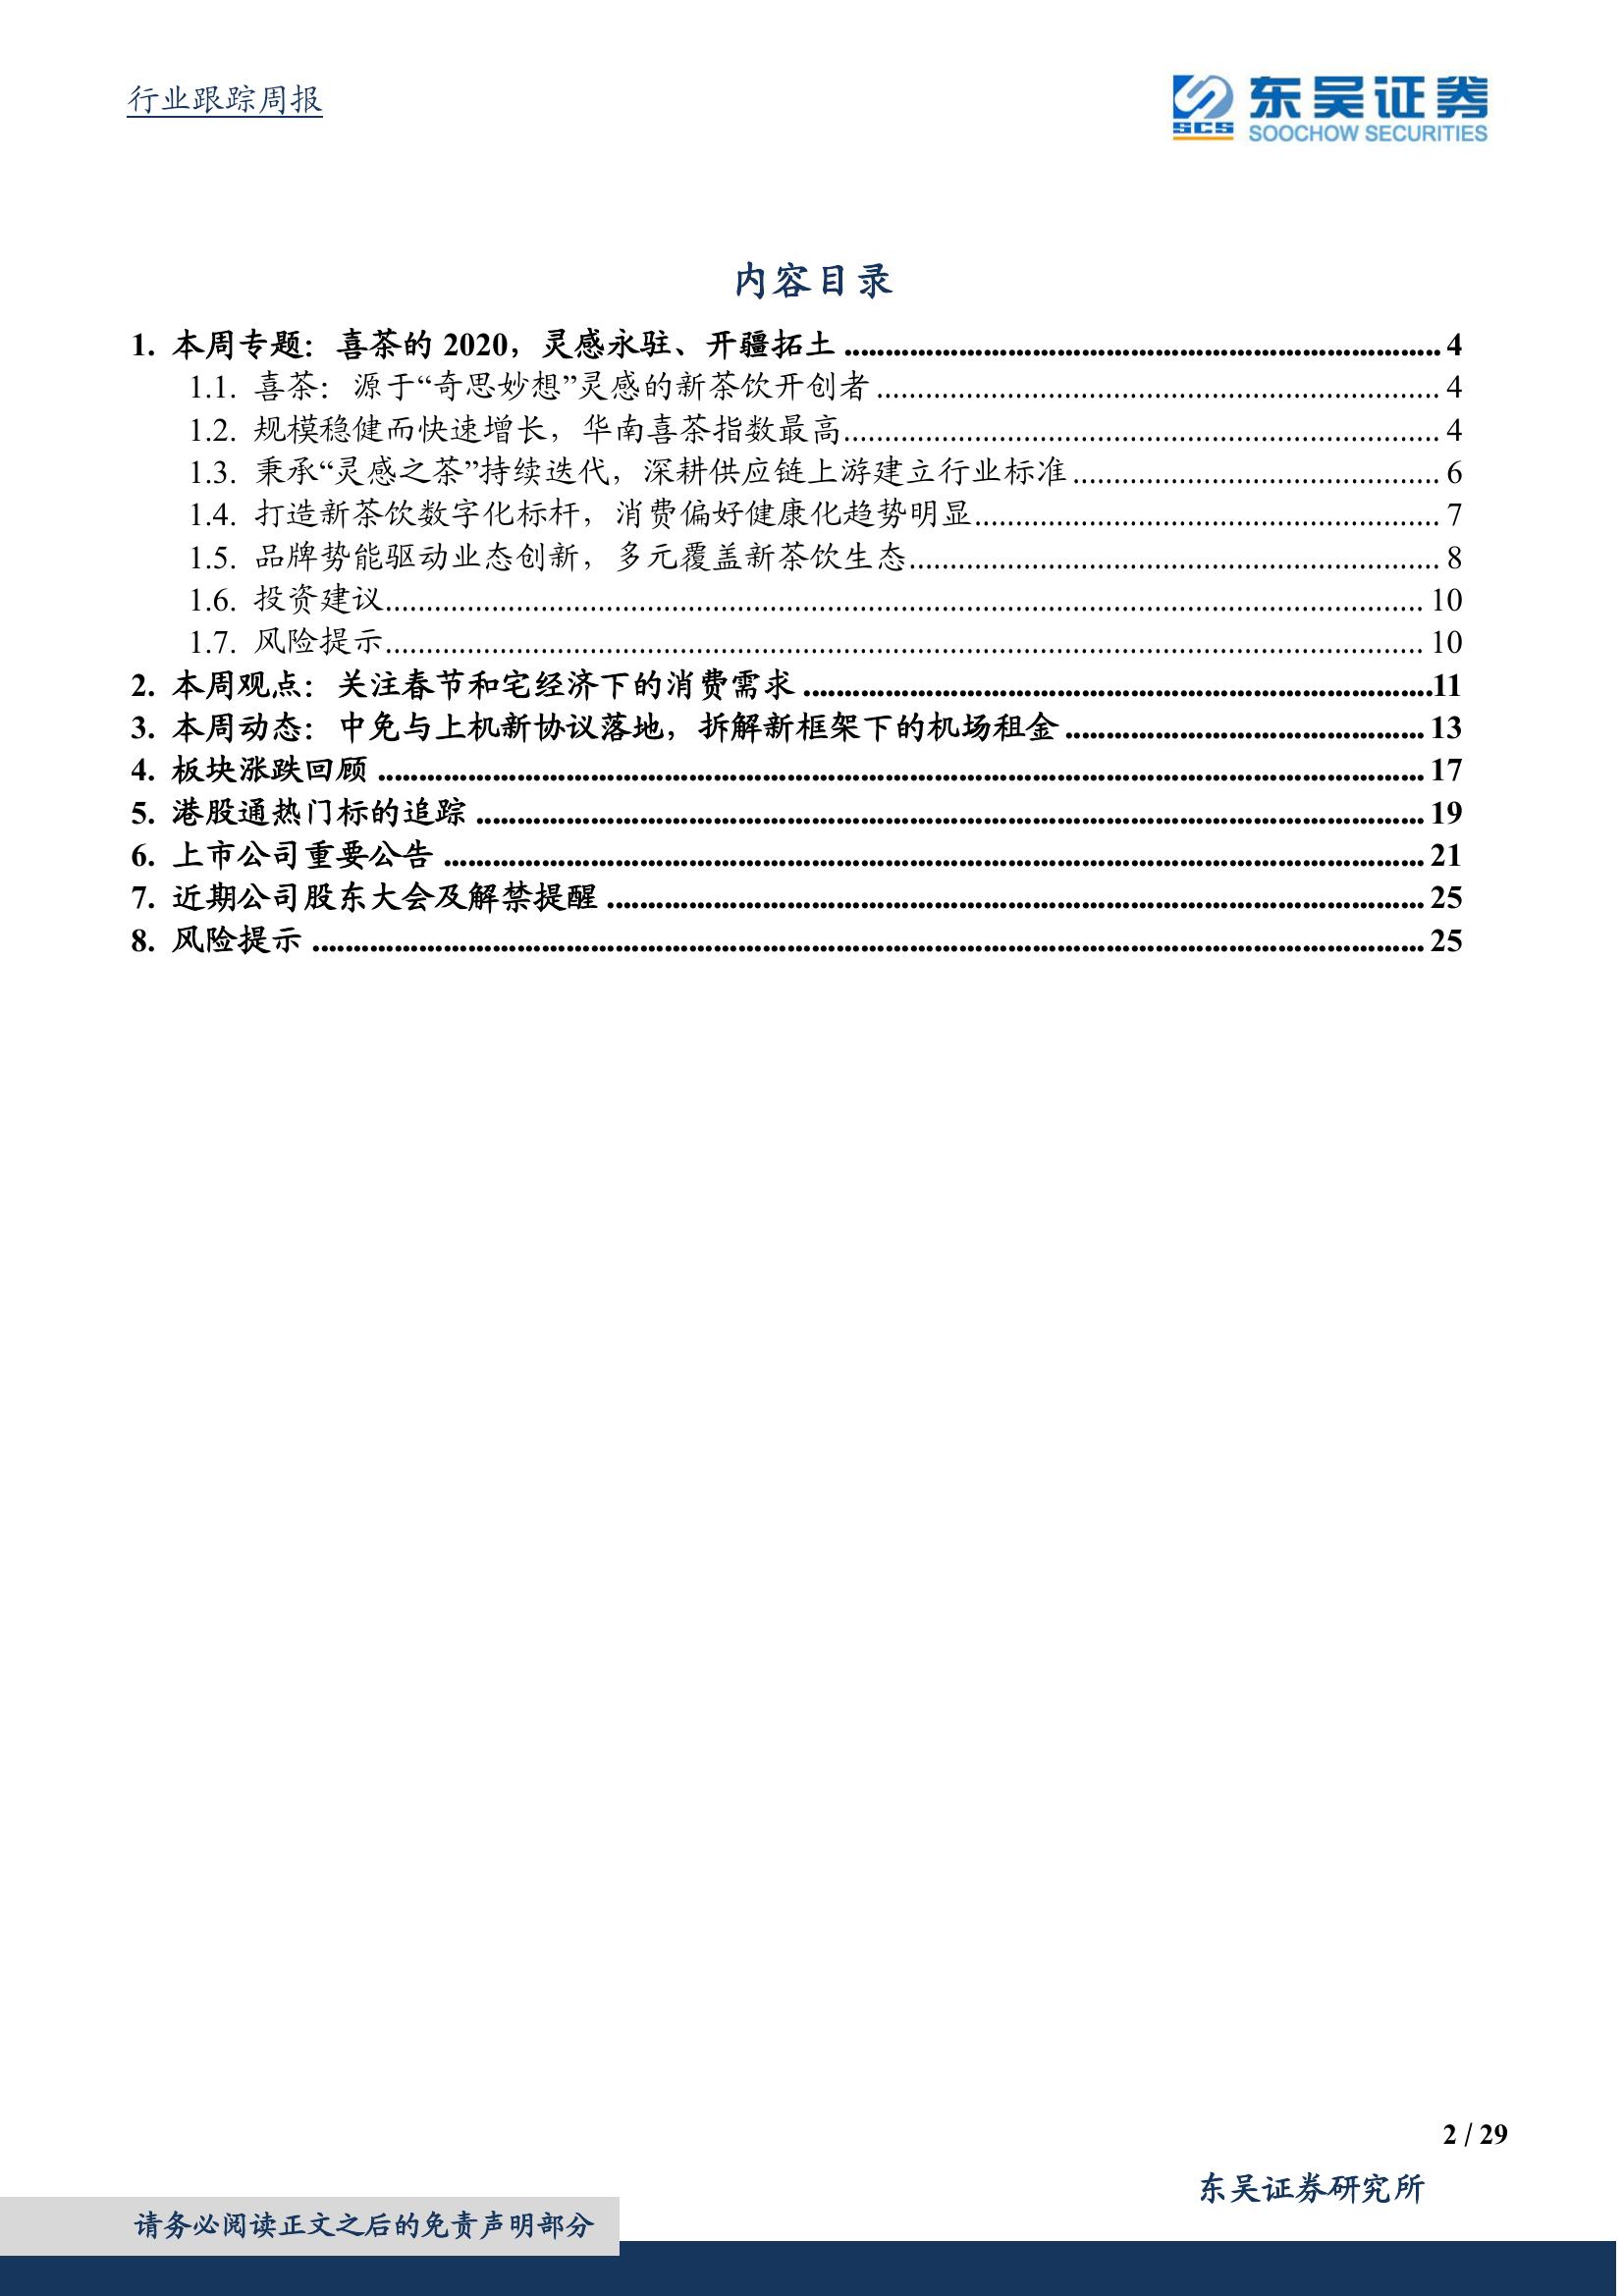 行业跟踪周报
东吴证券
SCS
SOOCHOW SECURITIES
内容目录
1. 本周专题：喜茶的 2020，灵感永驻、开疆拓土 ........................................................................ 4
1.1. 喜茶：源于“奇思妙想”灵感的新茶饮开创者 ...................................................................... 4
1.2. 规模稳健而快速增长，华南喜茶指数最高.......................................................................... 4
1.3. 秉承“灵感之茶”持续迭代，深耕供应链上游建立行业标准 ............................................. 6
1.4. 打造新茶饮数字化标杆，消费偏好健康化趋势明显......................................................... 7
1.5. 品牌势能驱动业态创新，多元覆盖新茶饮生态................................................................. 8
1.6. 投资建议................................................................................................................................ 10
1.7. 风险提示................................................................................................................................ 10
2. 本周观点：关注春节和宅经济下的消费需求 .............................................................................11
3. 本周动态：中免与上机新协议落地，拆解新框架下的机场租金 ............................................ 13
4. 板块涨跌回顾 ................................................................................................................................ 17
5. 港股通热门标的追踪 .................................................................................................................... 19
6. 上市公司重要公告 ........................................................................................................................ 21
7. 近期公司股东大会及解禁提醒 .................................................................................................... 25
8. 风险提示 ........................................................................................................................................ 25
2 / 29
东吴证券研究所
请务必阅读正文之后的免责声明部分